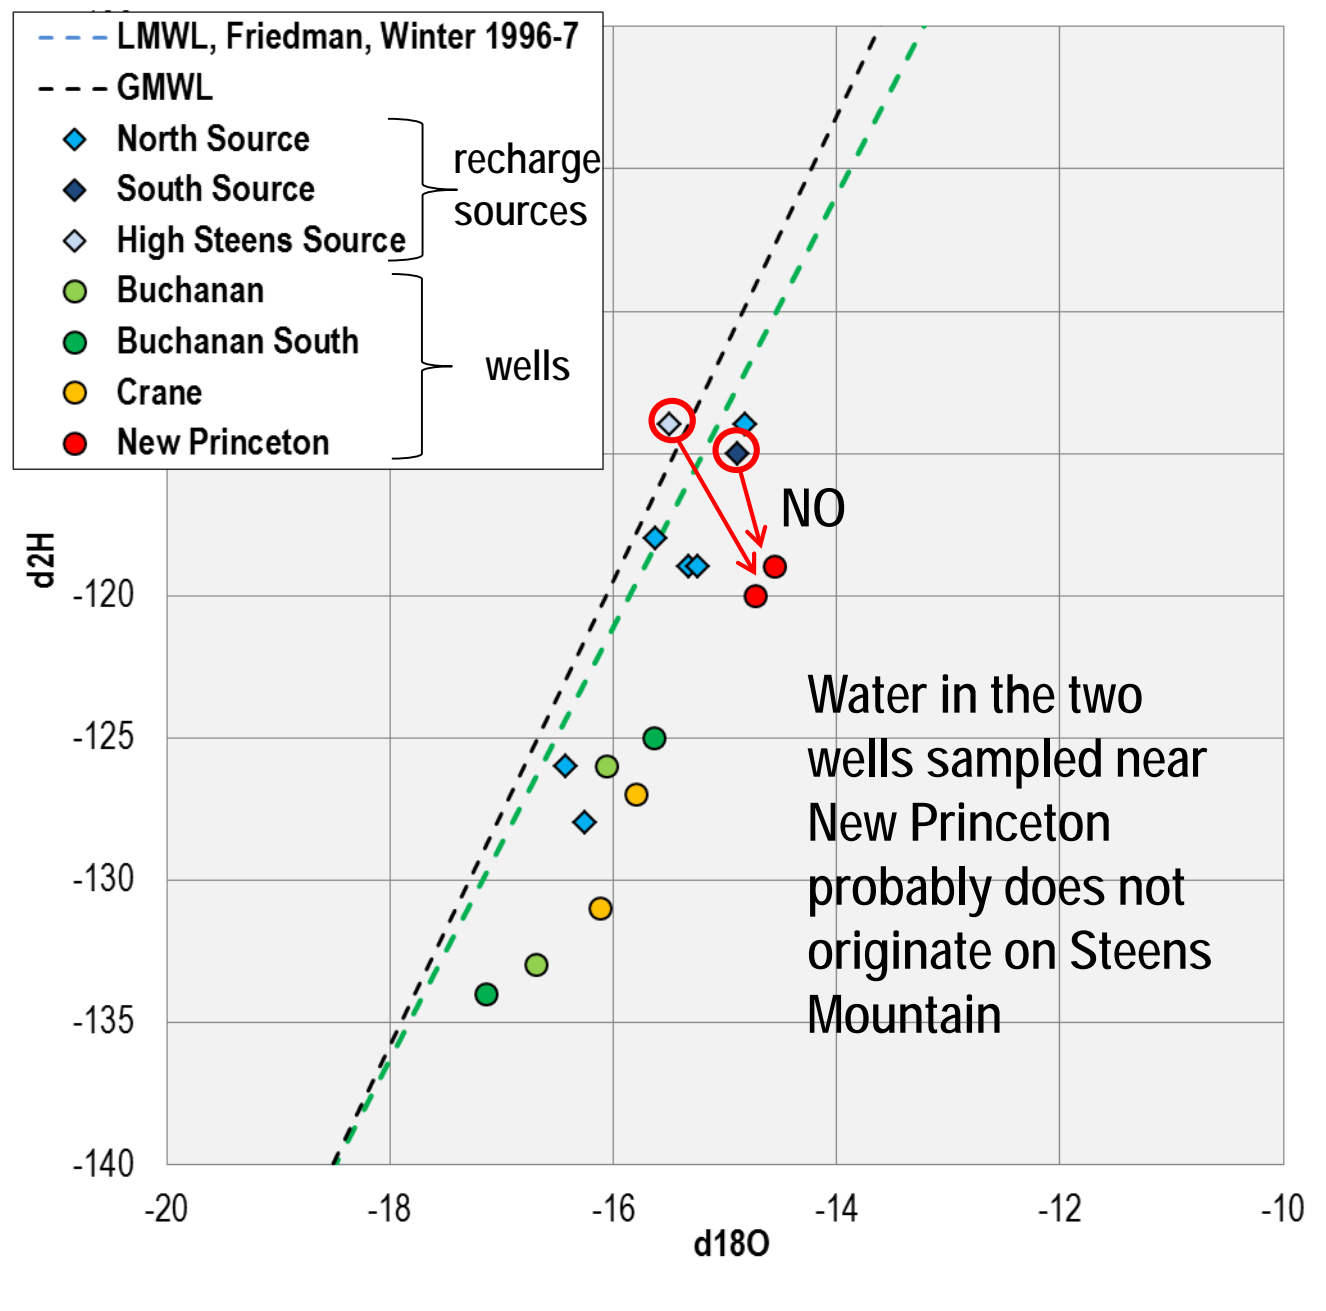 LMWL, Friedman, Winter 1996-7
GMWL
North Source
South Source
High Steens Source
recharge
sources
Buchanan
Buchanan South
Crane
New Princeton
wells
NO
Water in the two
wells sampled near
New Princeton
probably does not
originate on Steens
Mountain
d2H
-120
-125
-130
-135
-140
-20
-18
-16
-14
-12
-10
d18O